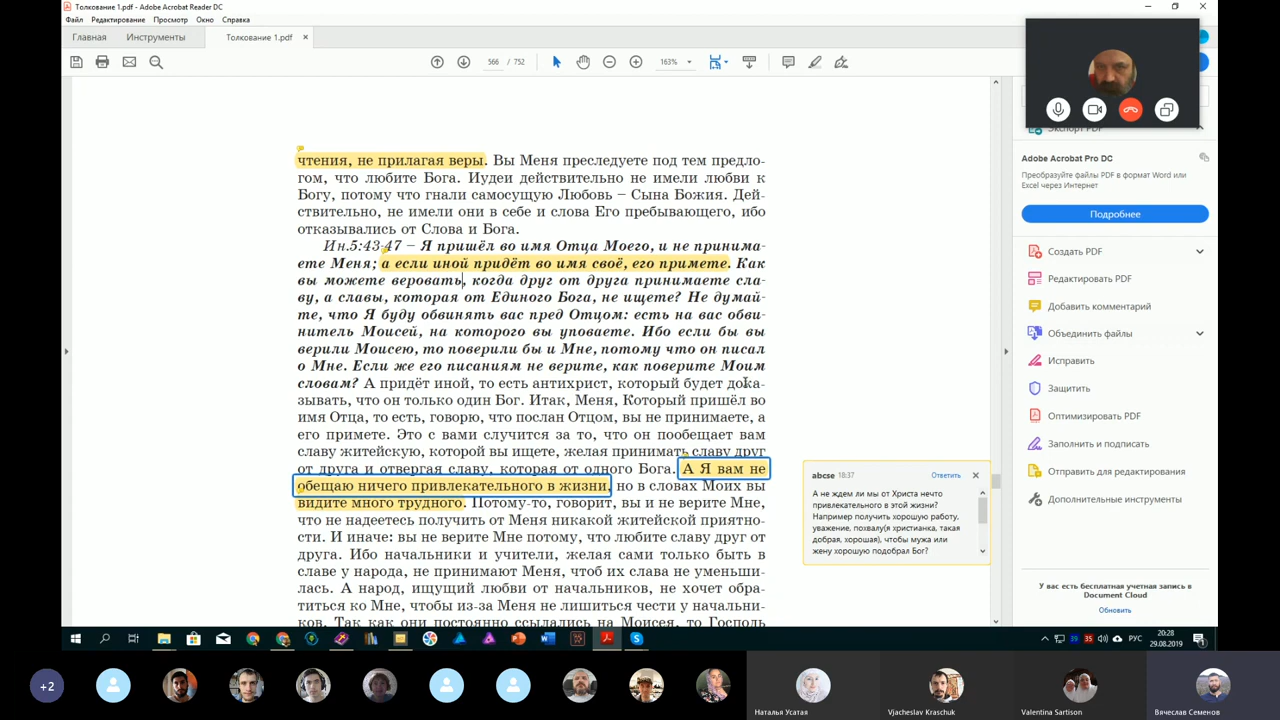 Толкование 1.pdf - Adobe Acrobat Reader DC
Файл Редактирование Просмотр Окно Справка
Главная Инструменты Толкование 1.pdf ×
566 / 752 163%
чтения, не прилагая веры. Вы Меня преследуете под тем предло-
гом, что любите Бога. Иудеи действительно не имели любви к
Богу, потому что гнали самосущую Любовь – Сына Божия. Дей-
ствительно, не имели они в себе и слова Его пребывающего, ибо
отказывались от Слова и Бога.
Ин.5:43-47 – Я пришёл во имя Отца Моего, и не принима-
ете Меня; а если иной придёт во имя своё, его примете. Как
вы можете веровать, когда друг от друга принимаете сла-
ву, а славы, которая от Единого Бога, не ищете? Не думай-
те, что Я буду обвинять вас пред Отцом: есть на вас обви-
нитель Моисей, на которого вы уповаете. Ибо если бы вы
верили Моисею, то поверили бы и Мне, потому что он писал
о Мне. Если же его писаниям не верите, как поверите Моим
словам? А придёт иной, то есть антихрист, который будет дока-
зывать, что он только один Бог. Итак, Меня, Который пришёл во
имя Отца, то есть, говорю, что послан Отцом, вы не принимаете, а
его примете. Это с вами случится за то, что он пообещает вам
славу житейскую, которой вы ищете, желая принимать славу друг
от друга и отвергая славу, которая от одного Бога. А Я вам не
обещаю ничего привлекательного в жизни, но в словах Моих вы
видите много трудного. Потому-то, говорит, вы и не верите Мне,
что не надеетесь получить от Меня никакой житейской приятно-
сти. И иначе: вы не верите Мне потому, что любите славу друг от
друга. Ибо начальники и учители, желая сами только быть в
славе у народа, не принимают Меня, чтоб их слава не уменьши-
лась. А народ, ищущий любви от начальников, не хочет обра-
титься ко Мне, чтобы из-за Меня не лишиться чести у начальни-
ков. Так как они постоянно ссылались на Моисея, то Господь
abcse 18:37 Ответить ×
А не ждем ли мы от Христа нечто
привлекательного в этой жизни?
Например получить хорошую работу,
уважение, похвалу(я христианка, такая
добрая, хорошая), чтобы мужа или
жену хорошую подобрал Бог?
Экспорт PDF
Adobe Acrobat Pro DC
Преобразуйте файлы PDF в формат Word или
Excel через Интернет
Подробнее
Создать PDF
Редактировать PDF
Добавить комментарий
Объединить файлы
Исправить
Защитить
Оптимизировать PDF
Заполнить и подписать
Отправить для редактирования
Дополнительные инструменты
У вас есть бесплатная учетная запись в
Document Cloud
Обновить
39 35 РУС 20:28
29.08.2019
+2
Наталья Усатая
Vjacheslav Kraschuk
Valentina Sartison
Вячеслав Семенов